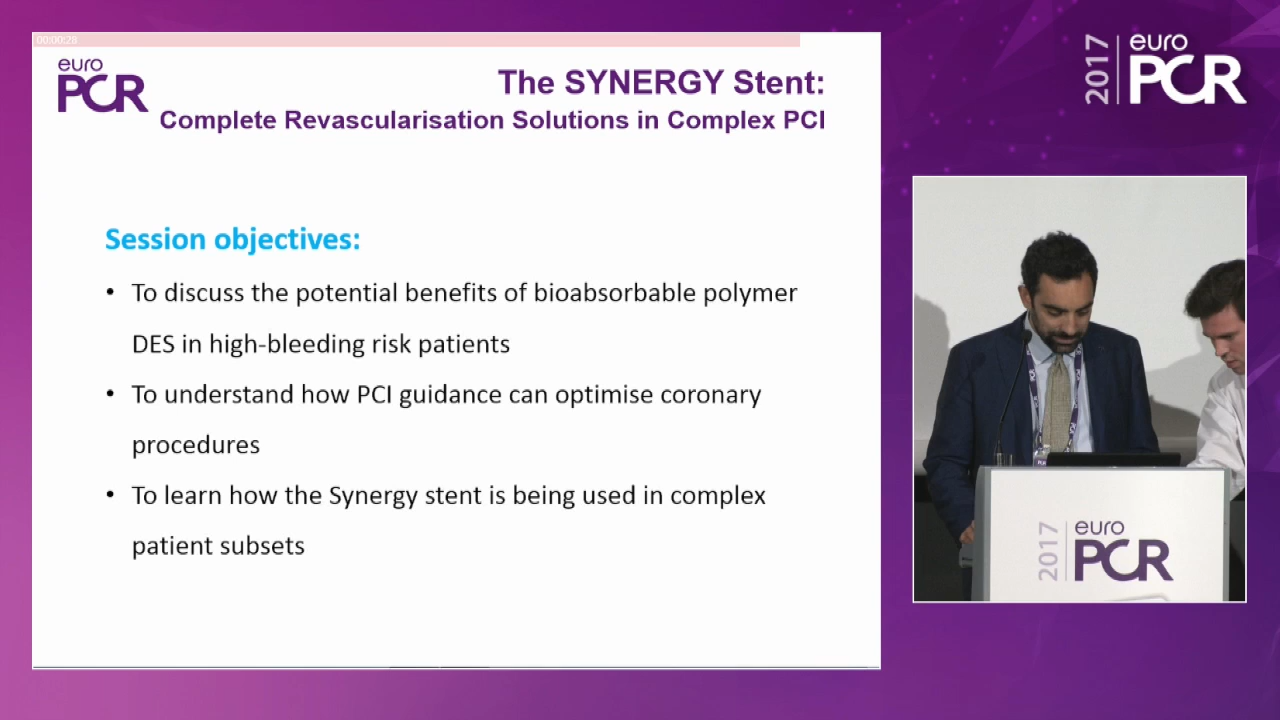 00:00:28
euro
PCR
The SYNERGY Stent:
Complete Revascularisation Solutions in Complex PCI
Session objectives:
• To discuss the potential benefits of bioabsorbable polymer
DES in high-bleeding risk patients
• To understand how PCI guidance can optimise coronary
procedures
• To learn how the Synergy stent is being used in complex
patient subsets
2017
euro
PCR
2017
euro
PCR